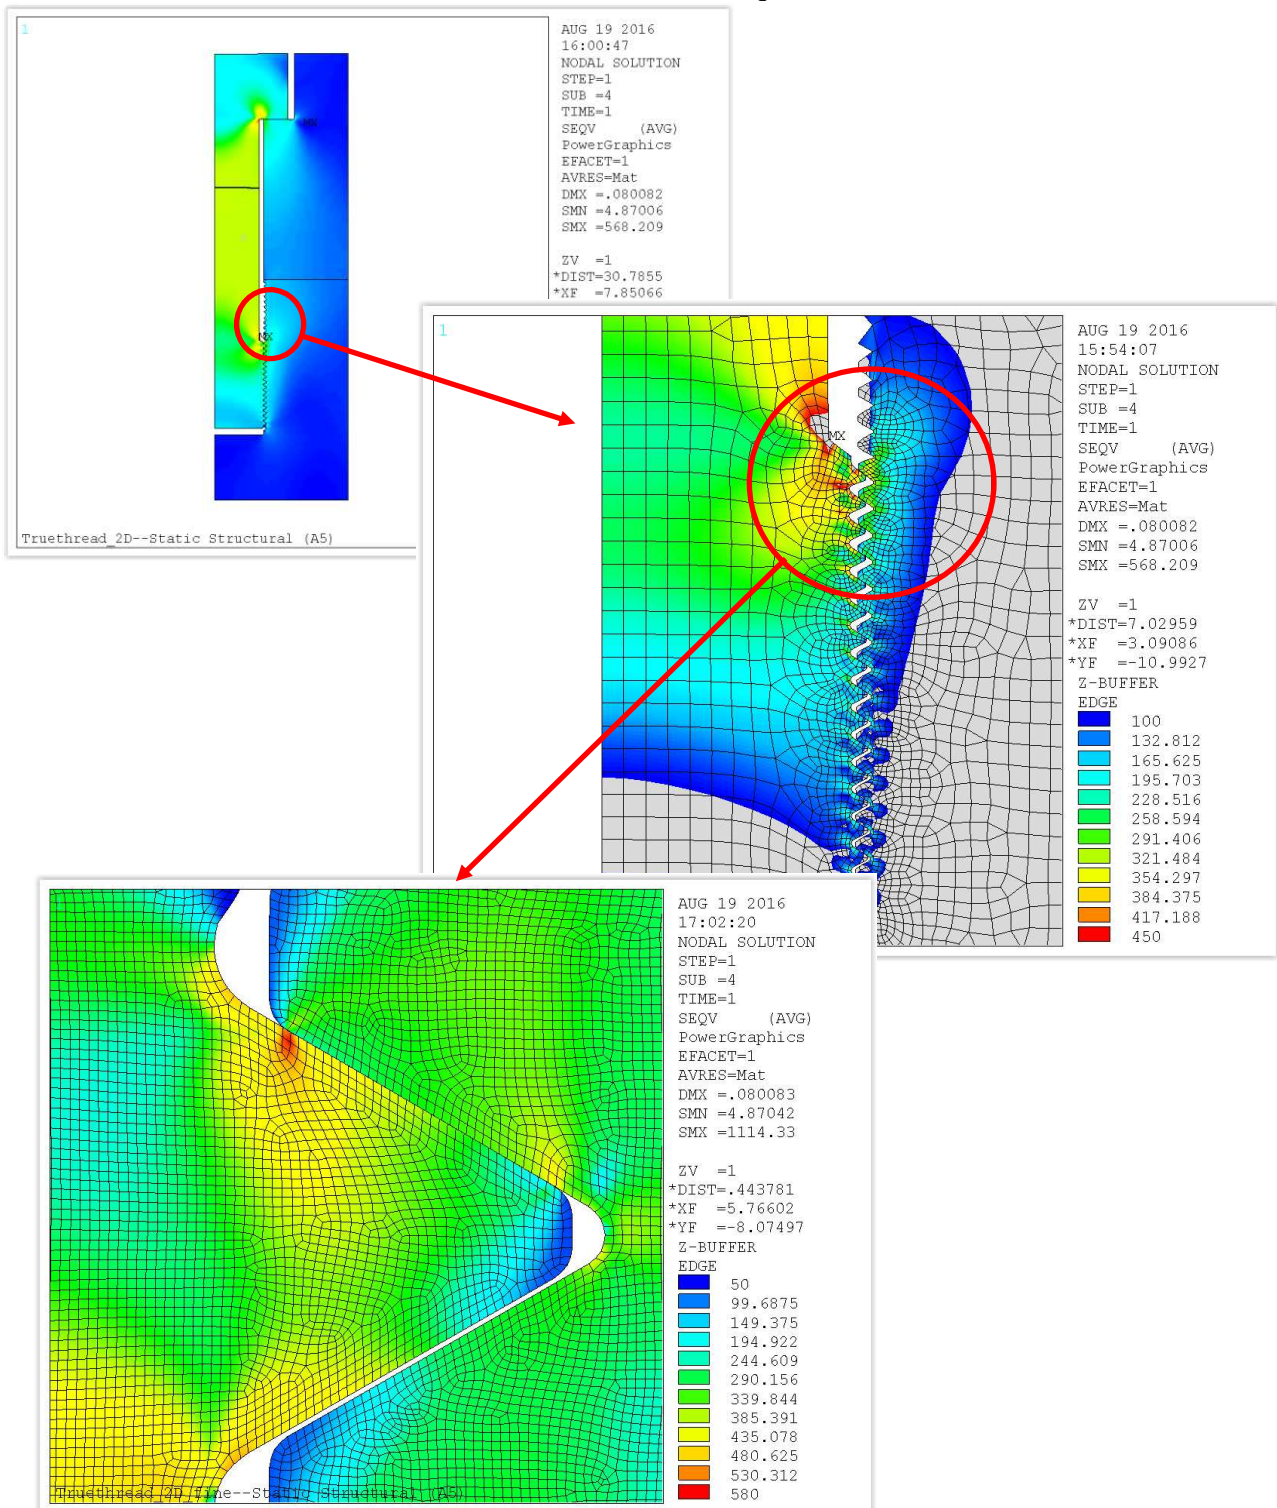 1
AUG 19 2016
16:00:47
NODAL SOLUTION
STEP=1
SUB =4
TIME=1
SEQV (AVG)
PowerGraphics
EFACET=1
AVRES=Mat
DMX =.080082
SMN =4.87006
SMX =568.209
ZV =1
*DIST=30.7855
*XF =7.85066
MX
MX
Truethread_2D--Static Structural (A5)
1
AUG 19 2016
15:54:07
NODAL SOLUTION
STEP=1
SUB =4
TIME=1
SEQV (AVG)
PowerGraphics
EFACET=1
AVRES=Mat
DMX =.080082
SMN =4.87006
SMX =568.209
ZV =1
*DIST=7.02959
*XF =3.09086
*YF =-10.9927
Z-BUFFER
EDGE
100
132.812
165.625
195.703
228.516
258.594
291.406
321.484
354.297
384.375
417.188
450
MX
AUG 19 2016
17:02:20
NODAL SOLUTION
STEP=1
SUB =4
TIME=1
SEQV (AVG)
PowerGraphics
EFACET=1
AVRES=Mat
DMX =.080083
SMN =4.87042
SMX =1114.33
ZV =1
*DIST=.443781
*XF =5.76602
*YF =-8.07497
Z-BUFFER
EDGE
50
99.6875
149.375
194.922
244.609
290.156
339.844
385.391
435.078
480.625
530.312
580
Truethread_2D_fine--Static Structural (A5)